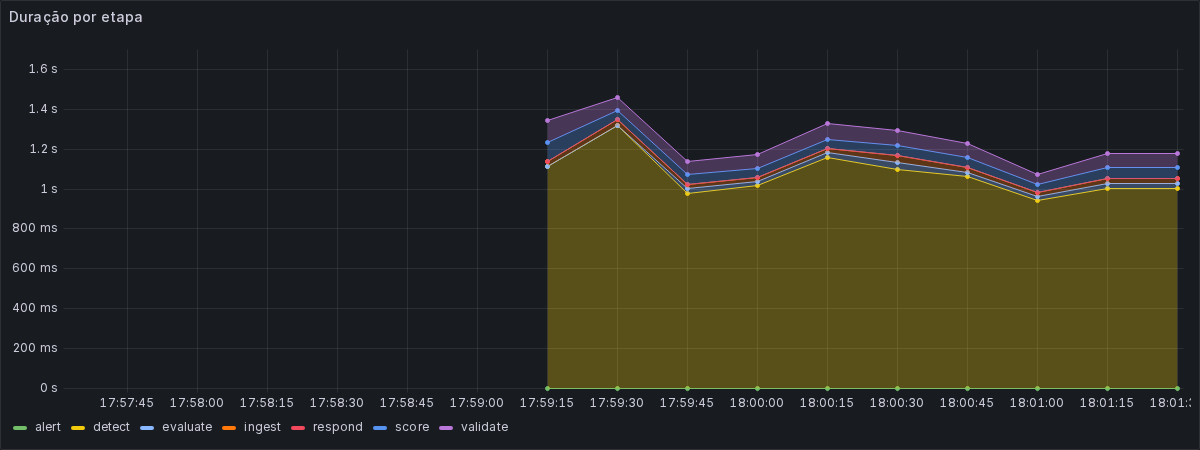 Duração por etapa
1.6 s
1.4 s
1.2 s
1 s
800 ms
600 ms
400 ms
200 ms
0 s
17:57:45 17:58:00 17:58:15 17:58:30 17:58:45 17:59:00 17:59:15 17:59:30 17:59:45 18:00:00 18:00:15 18:00:30 18:00:45 18:01:00 18:01:15 18:01:
alert detect evaluate ingest respond score validate